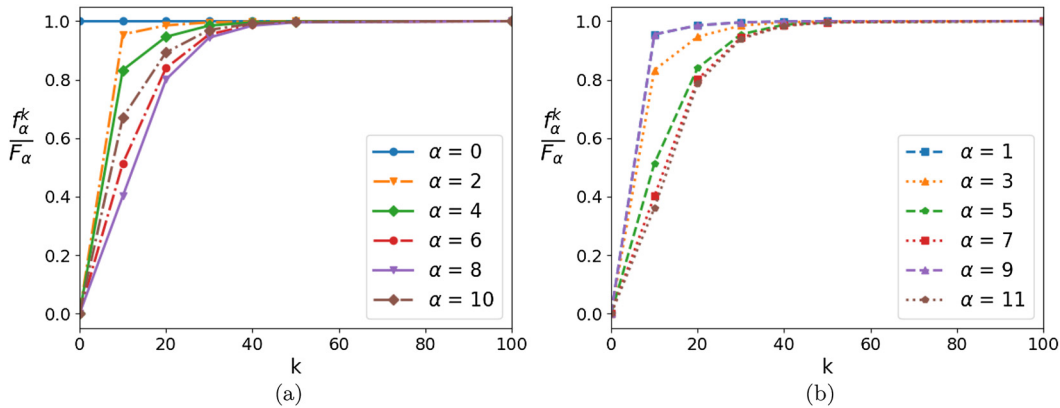 1.0
0.8
0.6
0.4
0.2
0.0
f_α^k
F_α
0 20 40 60 80 100
k
α = 0
α = 2
α = 4
α = 6
α = 8
α = 10
(a)
1.0
0.8
0.6
0.4
0.2
0.0
f_α^k
F_α
0 20 40 60 80 100
k
α = 1
α = 3
α = 5
α = 7
α = 9
α = 11
(b)